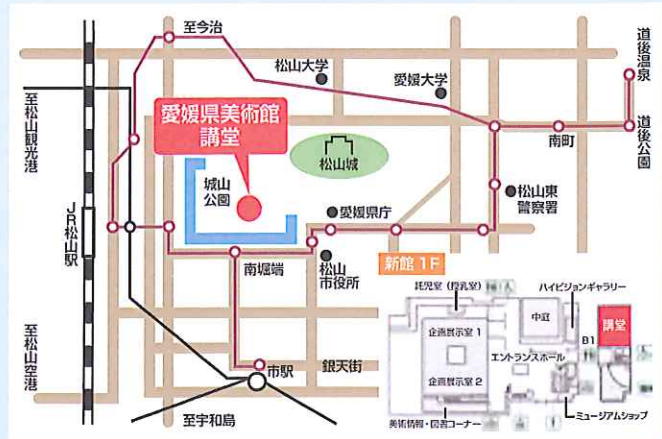 至今治
松山大学
愛媛大学
道後温泉
至松山観光港
愛媛県美術館
講堂
松山城
南町
道後公園
城山
公園
松山東
警察署
愛媛県庁
JR松山駅
南堀端
松山
市役所
新館 1F
託児室（授乳室）
ハイビジョンギャラリー
中庭
講堂
企画展示室 1
B1
エントランスホール
至松山空港
銀天街
市駅
企画展示室 2
至宇和島
美術情報・図書コーナー
ミュージアムショップ